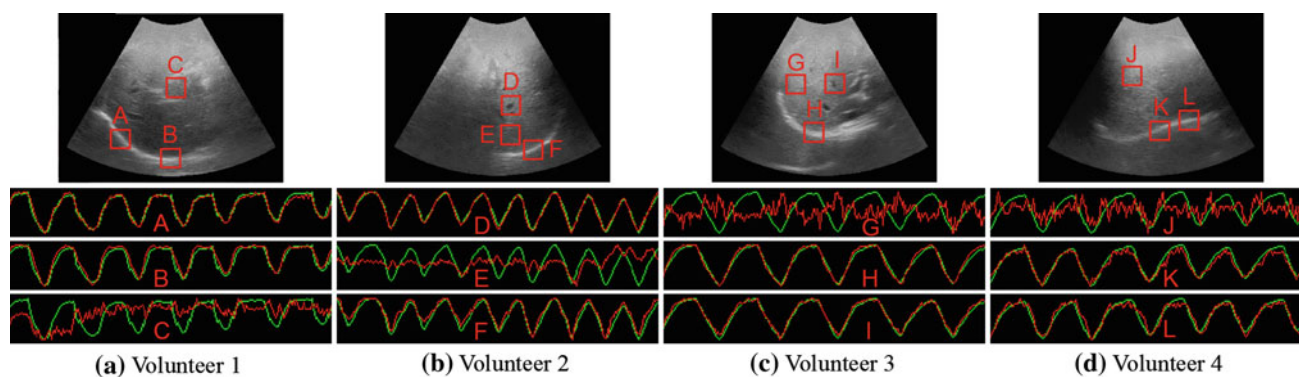 C
A
B
D
E
F
G
I
H
J
K
L
A
D
G
J
B
E
H
K
C
F
I
L
(a) Volunteer 1
(b) Volunteer 2
(c) Volunteer 3
(d) Volunteer 4